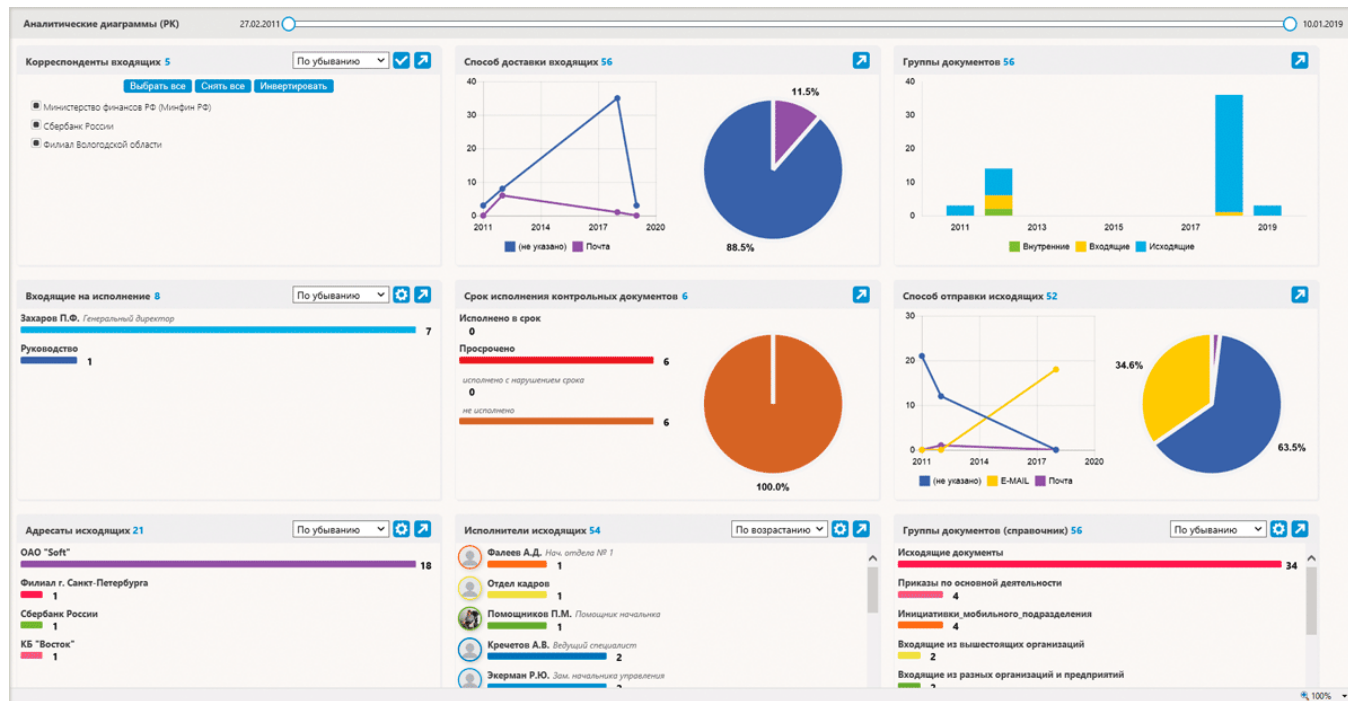 Аналитические диаграммы (РК)
27.02.2011
10.01.2019
Корреспонденты входящих 5
По убыванию
Выбрать все Снять все Инвертировать
Министерство финансов РФ (Минфин РФ)
Сбербанк России
Филиал Вологодской области
Способ доставки входящих 56
40
30
20
10
0
2011 2014 2017 2020
(не указано) Почта
11.5%
88.5%
Группы документов 56
40
30
20
10
0
2011 2013 2015 2017 2019
Внутренние Входящие Исходящие
Входящие на исполнение 8
По убыванию
Захаров П.Ф. Генеральный директор
7
Руководство
1
Срок исполнения контрольных документов 6
Исполнено в срок
0
Просрочено
6
исполнено с нарушением срока
0
не исполнено
6
100.0%
Способ отправки исходящих 52
30
20
10
0
2011 2014 2017 2020
(не указано) E-MAIL Почта
34.6%
63.5%
Адресаты исходящих 21
По убыванию
ОАО "Soft"
18
Филиал г. Санкт-Петербурга
1
Сбербанк России
1
КБ "Восток"
1
Исполнители исходящих 54
По возрастанию
Фалеев А.Д. Нач. отдела № 1
1
Отдел кадров
1
Помощников П.М. Помощник начальнка
1
Кречетов А.В. Ведущий специалист
2
Экерман Р.Ю. Зам. начальника управления
Группы документов (справочник) 56
По убыванию
Исходящие документы
34
Приказы по основной деятельности
4
Инициативки_мобильного_подразделения
4
Входящие из вышестоящих организаций
2
Входящие из разных организаций и предприятий
100%